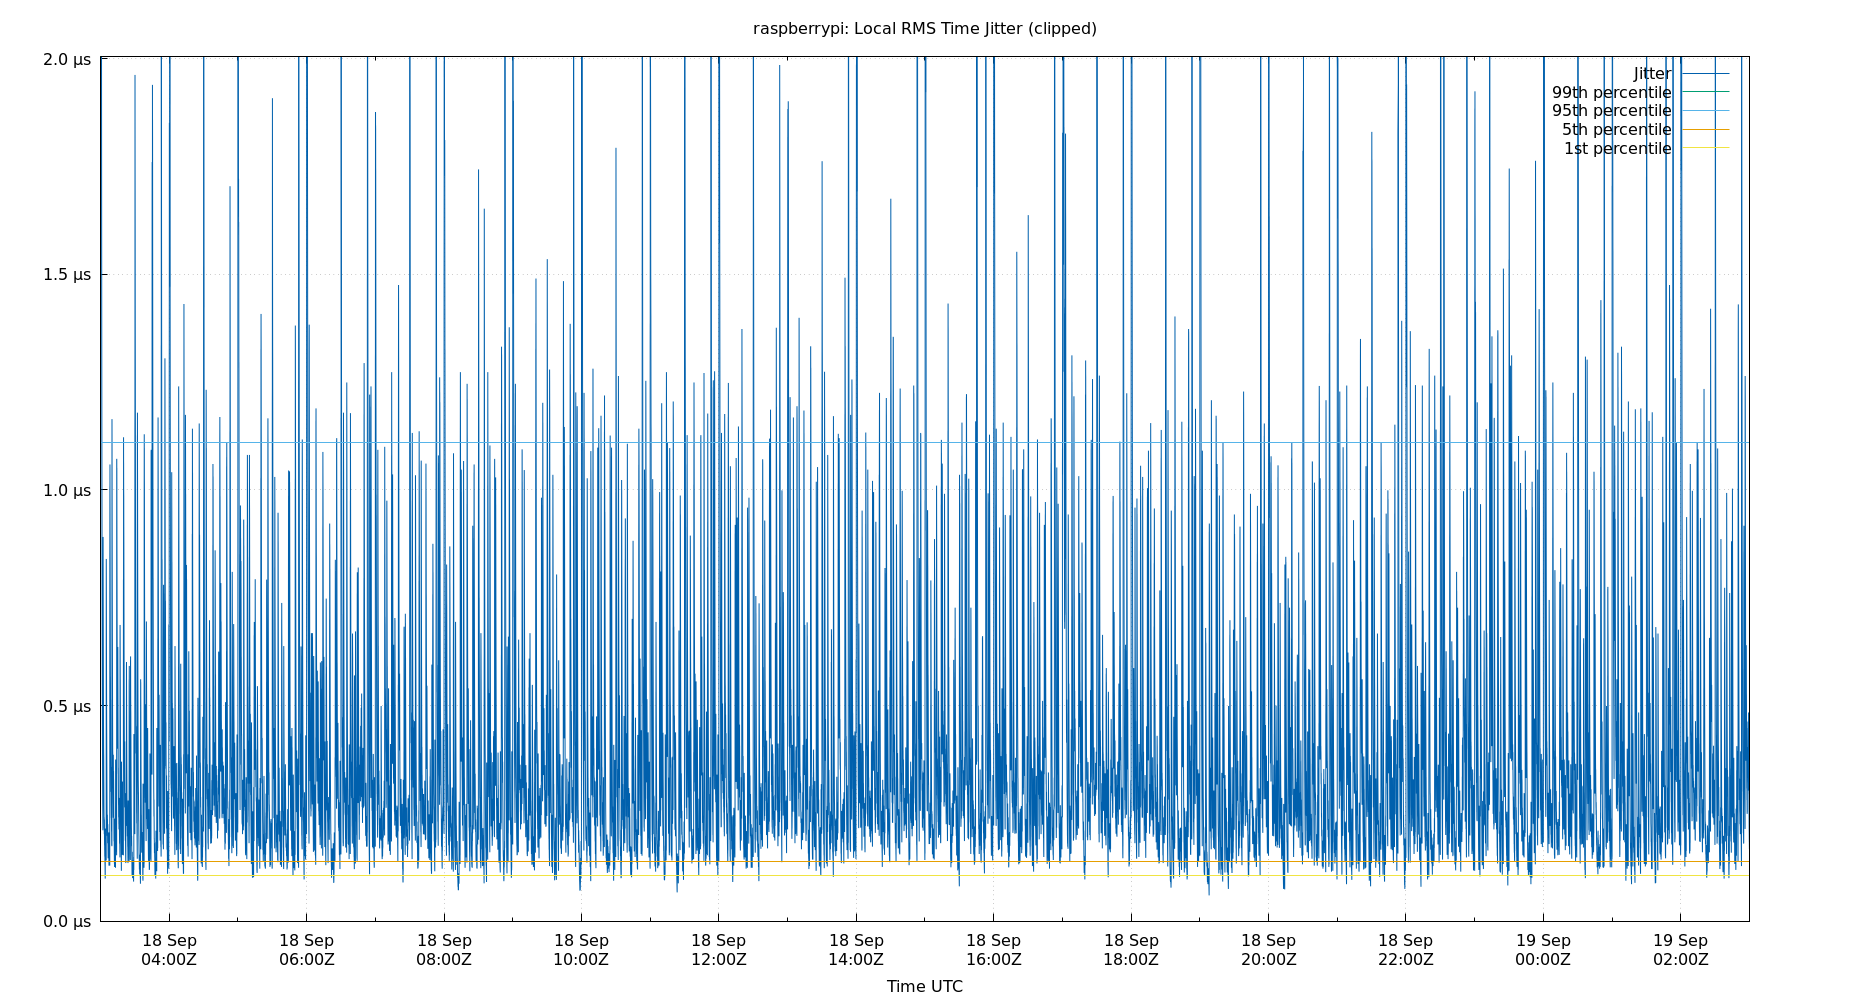 raspberrypi: Local RMS Time Jitter (clipped)
2.0 µs
1.5 µs
1.0 µs
0.5 µs
0.0 µs
Jitter
99th percentile
95th percentile
5th percentile
1st percentile
18 Sep 18 Sep 18 Sep 18 Sep 18 Sep 18 Sep 18 Sep 18 Sep 18 Sep 18 Sep 19 Sep 19 Sep
04:00Z 06:00Z 08:00Z 10:00Z 12:00Z 14:00Z 16:00Z 18:00Z 20:00Z 22:00Z 00:00Z 02:00Z
Time UTC